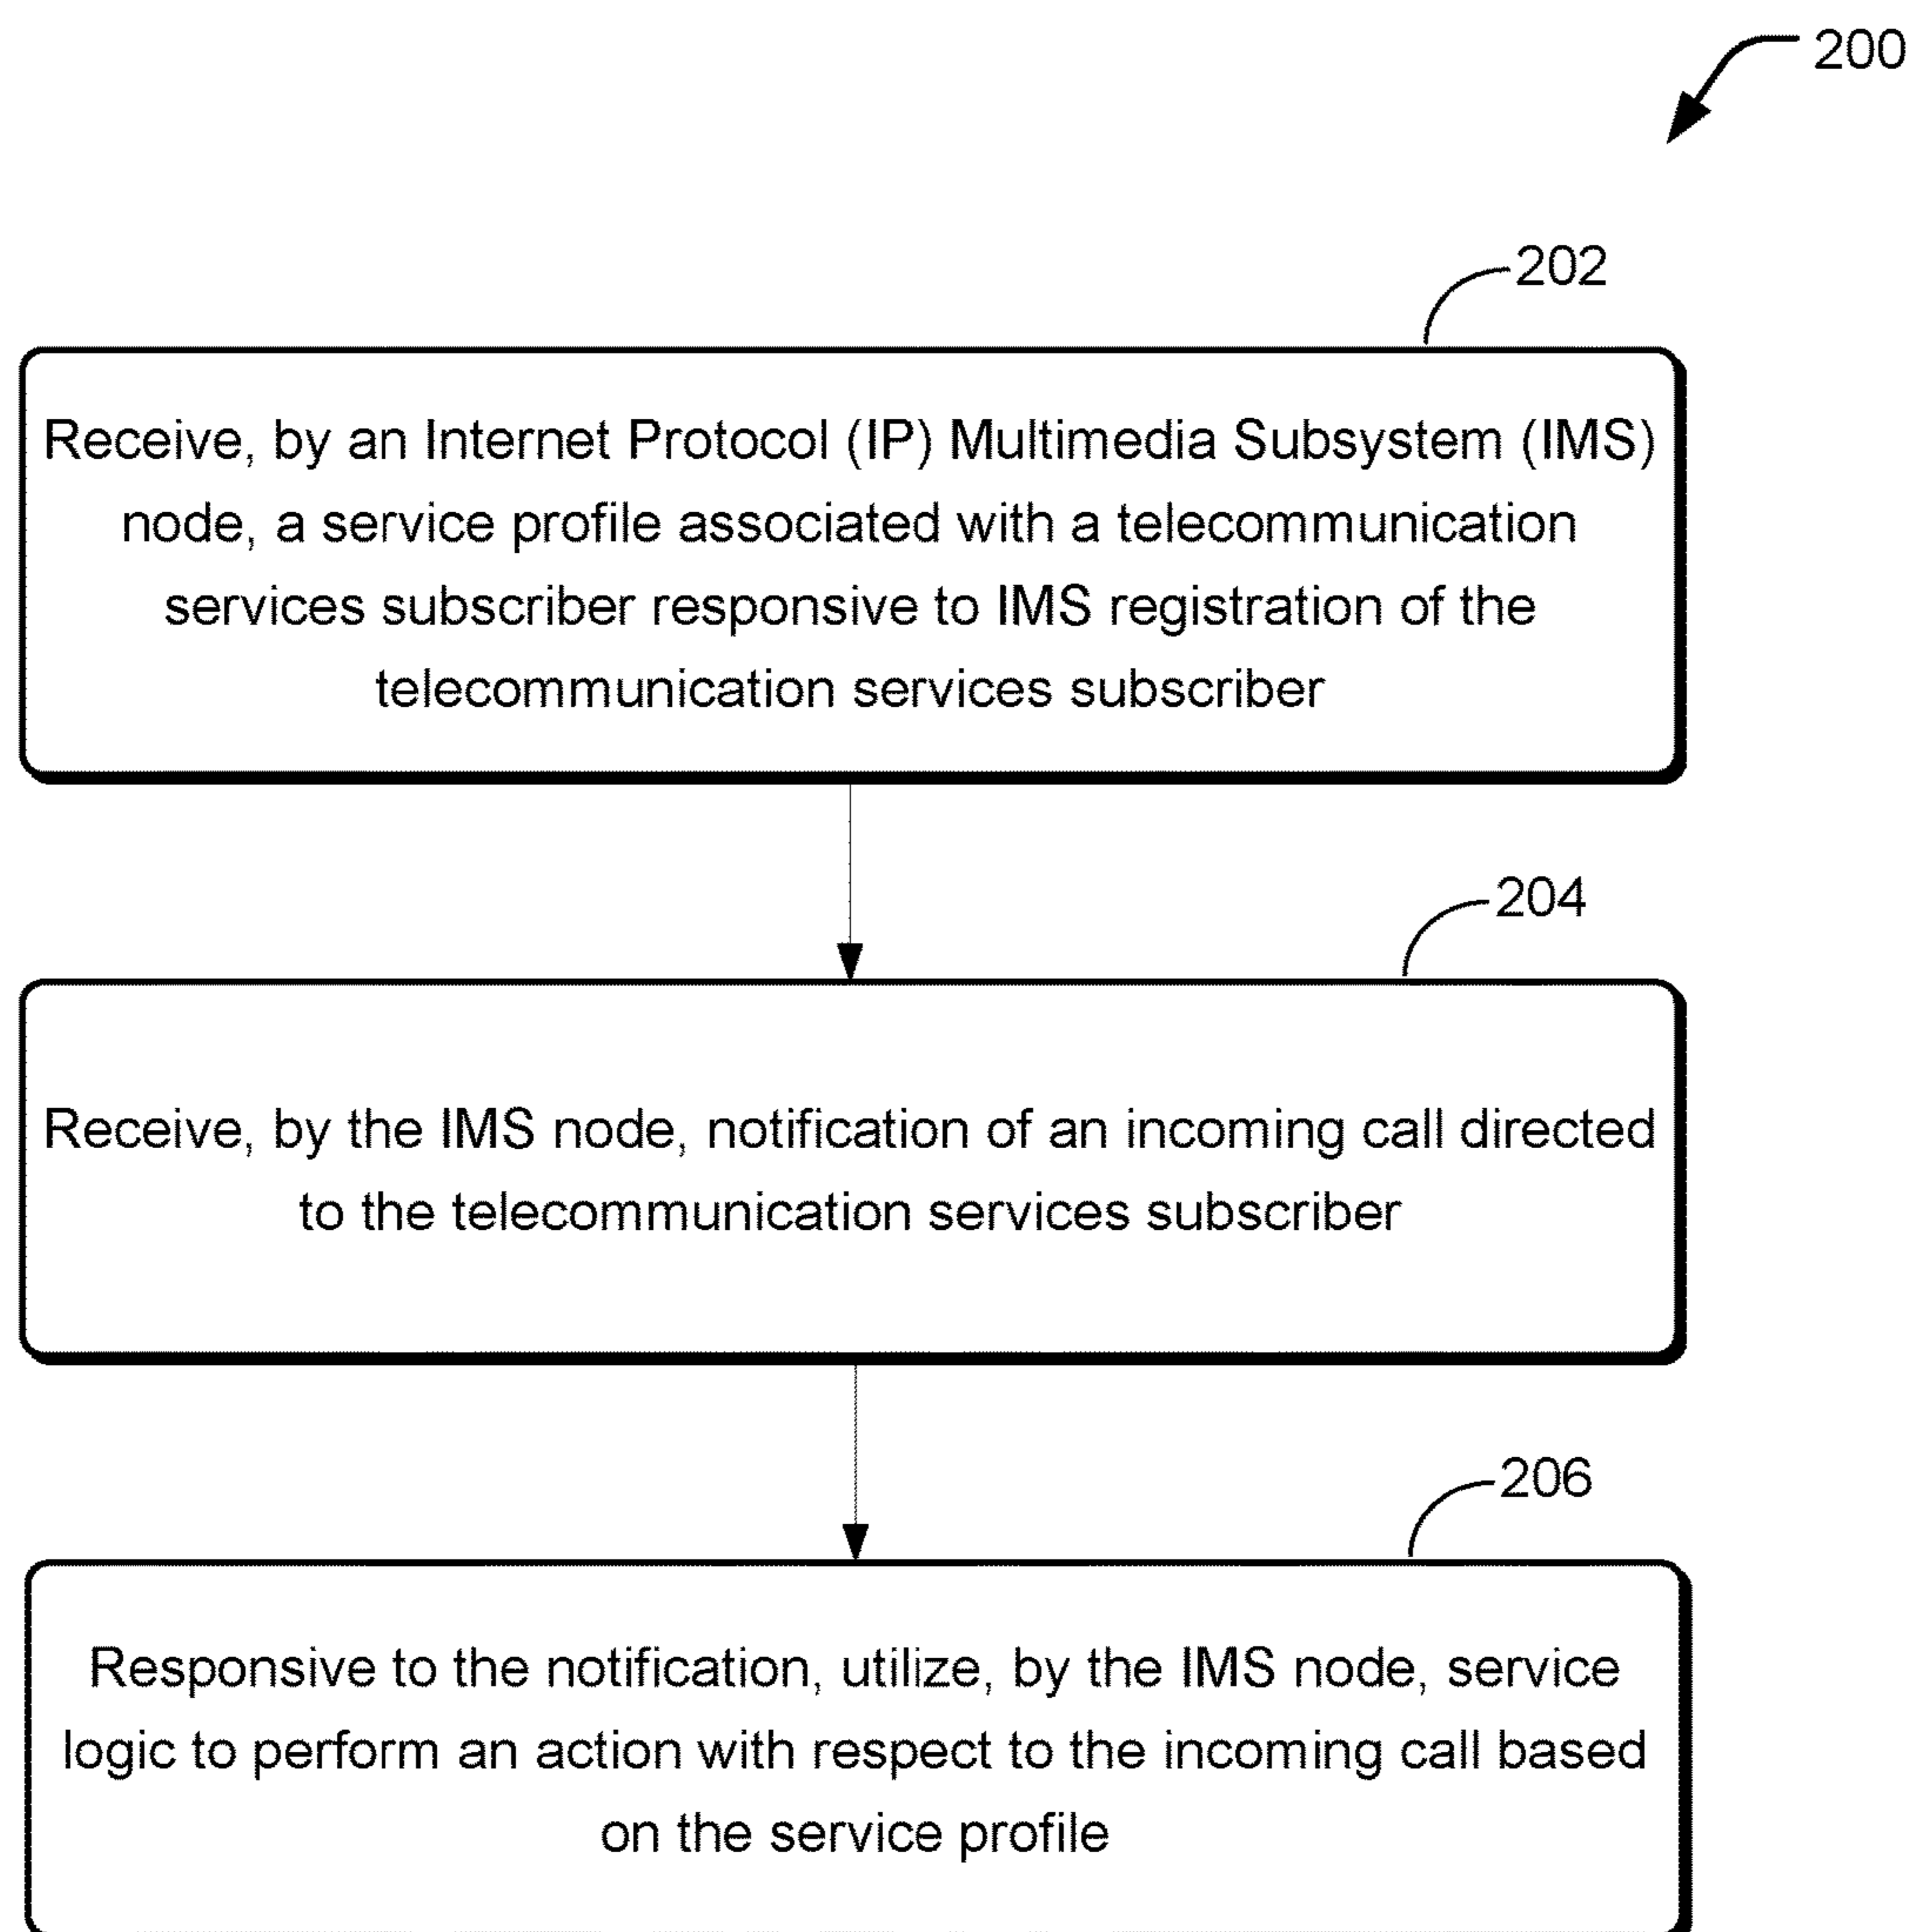 200
202
Receive, by an Internet Protocol (IP) Multimedia Subsystem (IMS)
node, a service profile associated with a telecommunication
services subscriber responsive to IMS registration of the
telecommunication services subscriber
204
Receive, by the IMS node, notification of an incoming call directed
to the telecommunication services subscriber
206
Responsive to the notification, utilize, by the IMS node, service
logic to perform an action with respect to the incoming call based
on the service profile